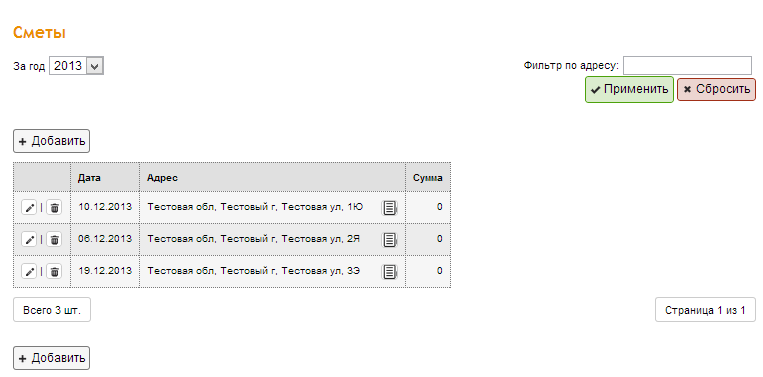 Сметы
За год 2013 Фильтр по адресу:
Применить Сбросить
Добавить
Дата Адрес Сумма
10.12.2013 Тестовая обл, Тестовый г, Тестовая ул, 1Ю 0
06.12.2013 Тестовая обл, Тестовый г, Тестовая ул, 2Я 0
19.12.2013 Тестовая обл, Тестовый г, Тестовая ул, 3Э 0
Всего 3 шт. Страница 1 из 1
Добавить